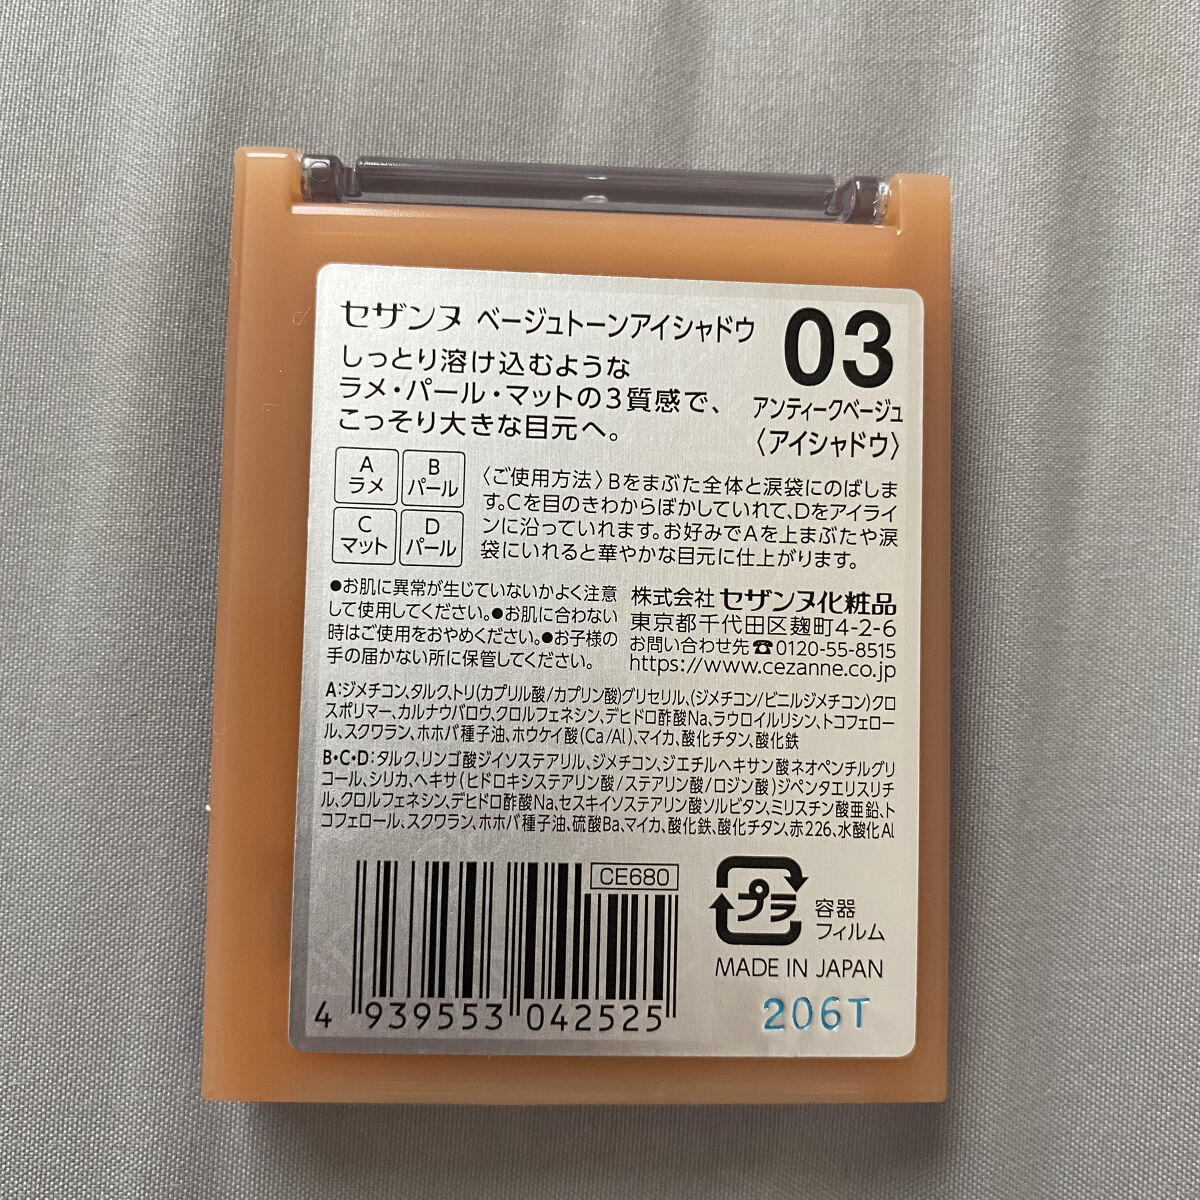 セザンヌ ベージュトーンアイシャドウ
03
アンティークベージュ
〈アイシャドウ〉
しっとり溶け込むような
ラメ・パール・マットの3質感で、
こっそり大きな目元へ。
A
ラメ
B
パール
C
マット
D
パール
〈ご使用方法〉Bをまぶた全体と涙袋にのばしま
す。Cを目のきわからぼかしていれて、Dをアイライ
ンに沿っていれます。お好みでAを上まぶたや涙
袋にいれると華やかな目元に仕上がります。
●お肌に異常が生じていないかよく注意
して使用してください。●お肌に合わない
時はご使用をおやめください。●お子様の
手の届かない所に保管してください。
株式会社 セザンヌ化粧品
東京都千代田区麹町4-2-6
お問い合わせ先☎0120-55-8515
https://www.cezanne.co.jp
A:ジメチコン、タルク、トリ(カプリル酸/カプリン酸)グリセリル、(ジメチコン/ビニルジメチコン)クロ
スポリマー、カルナウバロウ、クロルフェネシン、デヒドロ酢酸Na、ラウロイルリシン、トコフェロー
ル、スクワラン、ホホバ種子油、ホウケイ酸(Ca/Al)、マイカ、酸化チタン、酸化鉄
B・C・D:タルク、リンゴ酸ジイソステアリル、ジメチコン、ジエチルヘキサン酸ネオペンチルグリ
コール、シリカ、ヘキサ(ヒドロキシステアリン酸/ステアリン酸/ロジン酸)ジペンタエリスリチ
ル、クロルフェネシン、デヒドロ酢酸Na、セスキイソステアリン酸ソルビタン、ミリスチン酸亜鉛、ト
コフェロール、スクワラン、ホホバ種子油、硫酸Ba、マイカ、酸化鉄、酸化チタン、赤226、水酸化Al
CE680
4 939553 042525
プラ
容器
フィルム
MADE IN JAPAN
206T